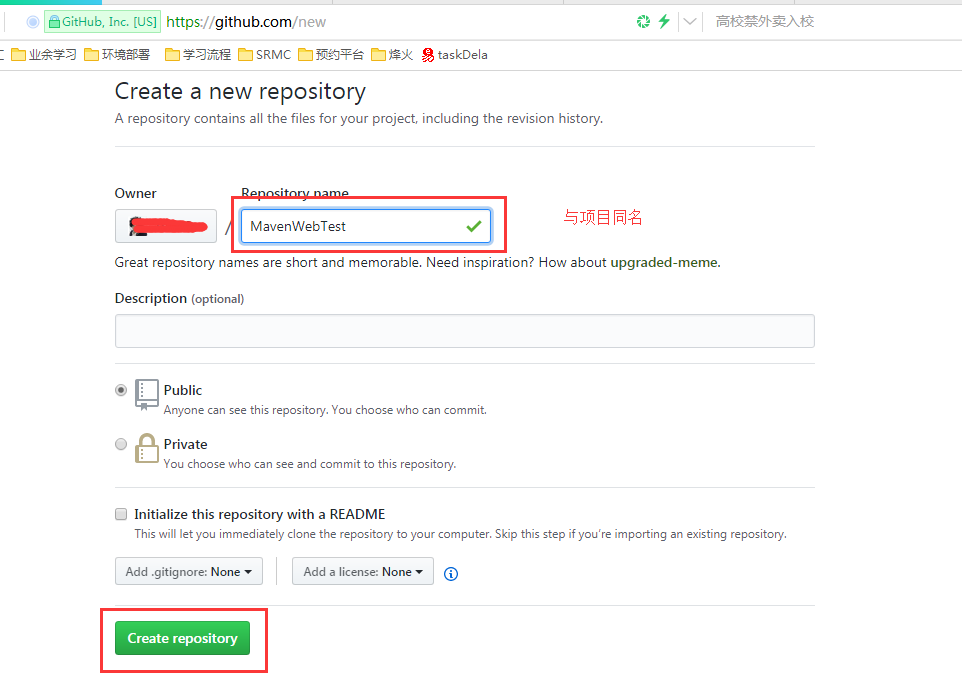 GitHub, Inc. [US] https://github.com/new 高校禁外卖入校
业余学习 环境部署 学习流程 SRMC 预约平台 烽火 taskDela
Create a new repository
A repository contains all the files for your project, including the revision history.
Owner Repository name
/ MavenWebTest
与项目同名
Great repository names are short and memorable. Need inspiration? How about upgraded-meme.
Description (optional)
Public
Anyone can see this repository. You choose who can commit.
Private
You choose who can see and commit to this repository.
Initialize this repository with a README
This will let you immediately clone the repository to your computer. Skip this step if you’re importing an existing repository.
Add .gitignore: None Add a license: None
Create repository